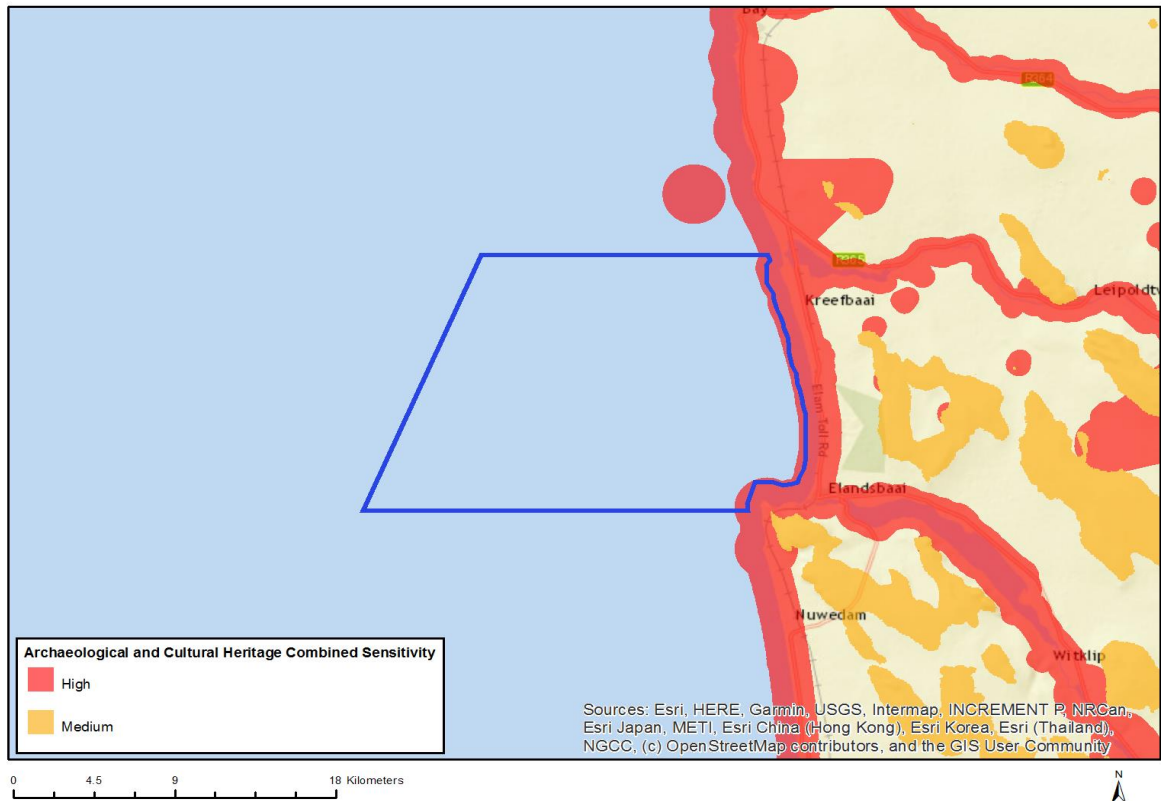 Bay
R364
R365
Kreefbaai
Elam Toll Rd
Elandsbaai
Nuwedam
Witklip
Archaeological and Cultural Heritage Combined Sensitivity
High
Medium
Sources: Esri, HERE, Garmin, USGS, Intermap, INCREMENT P, NRCan,
Esri Japan, METI, Esri China (Hong Kong), Esri Korea, Esri (Thailand),
NGCC, (c) OpenStreetMap contributors, and the GIS User Community
0 4.5 9 18 Kilometers
N